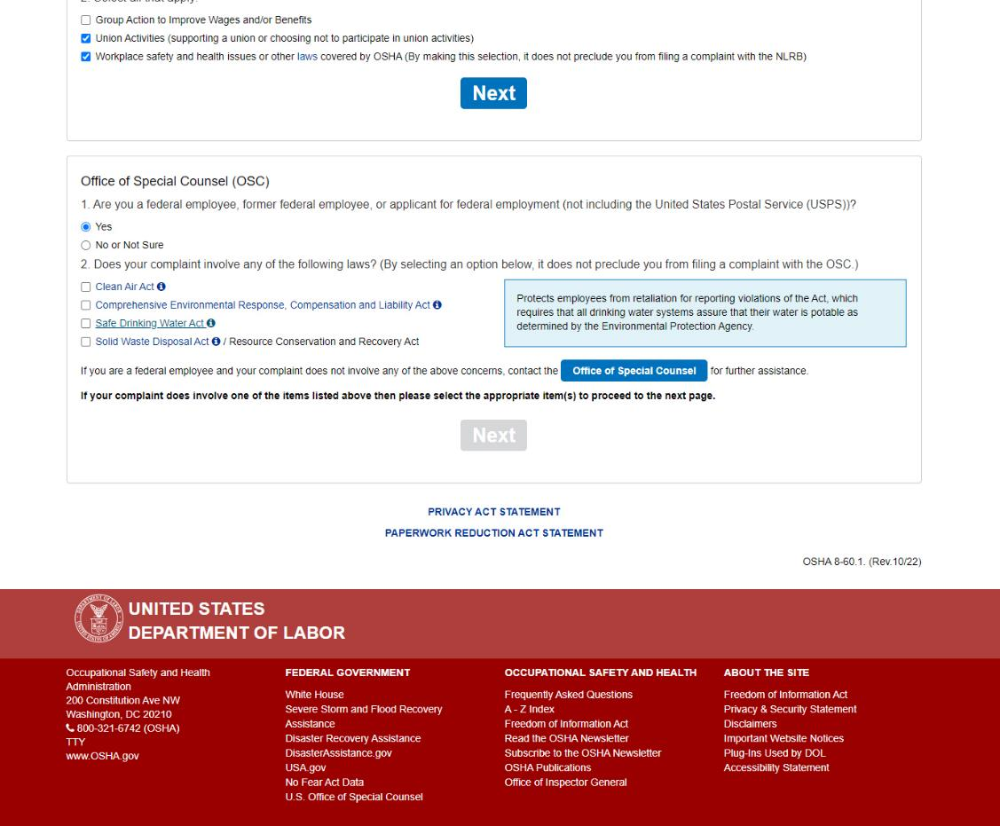 2. Select all that apply.
Group Action to Improve Wages and/or Benefits
Union Activities (supporting a union or choosing not to participate in union activities)
Workplace safety and health issues or other laws covered by OSHA (By making this selection, it does not preclude you from filing a complaint with the NLRB)
Next
Office of Special Counsel (OSC)
1. Are you a federal employee, former federal employee, or applicant for federal employment (not including the United States Postal Service (USPS))?
Yes
No or Not Sure
2. Does your complaint involve any of the following laws? (By selecting an option below, it does not preclude you from filing a complaint with the OSC.)
Clean Air Act
Comprehensive Environmental Response, Compensation and Liability Act
Safe Drinking Water Act
Solid Waste Disposal Act / Resource Conservation and Recovery Act
Protects employees from retaliation for reporting violations of the Act, which
requires that all drinking water systems assure that their water is potable as
determined by the Environmental Protection Agency.
If you are a federal employee and your complaint does not involve any of the above concerns, contact the Office of Special Counsel for further assistance.
If your complaint does involve one of the items listed above then please select the appropriate item(s) to proceed to the next page.
Next
PRIVACY ACT STATEMENT
PAPERWORK REDUCTION ACT STATEMENT
OSHA 8-60.1. (Rev.10/22)
UNITED STATES
DEPARTMENT OF LABOR
Occupational Safety and Health
Administration
200 Constitution Ave NW
Washington, DC 20210
800-321-6742 (OSHA)
TTY
www.OSHA.gov
FEDERAL GOVERNMENT
White House
Severe Storm and Flood Recovery
Assistance
Disaster Recovery Assistance
DisasterAssistance.gov
USA.gov
No Fear Act Data
U.S. Office of Special Counsel
OCCUPATIONAL SAFETY AND HEALTH
Frequently Asked Questions
A - Z Index
Freedom of Information Act
Read the OSHA Newsletter
Subscribe to the OSHA Newsletter
OSHA Publications
Office of Inspector General
ABOUT THE SITE
Freedom of Information Act
Privacy & Security Statement
Disclaimers
Important Website Notices
Plug-Ins Used by DOL
Accessibility Statement